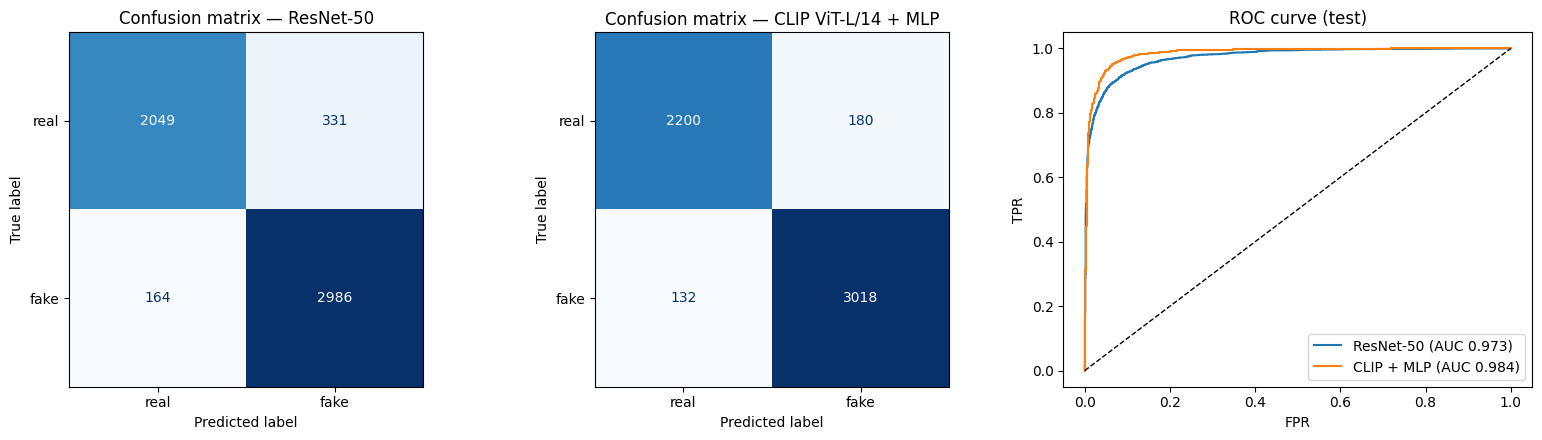 Confusion matrix — ResNet-50
True label
real
fake
2049
331
164
2986
real
fake
Predicted label
Confusion matrix — CLIP ViT-L/14 + MLP
True label
real
fake
2200
180
132
3018
real
fake
Predicted label
ROC curve (test)
TPR
1.0
0.8
0.6
0.4
0.2
0.0
ResNet-50 (AUC 0.973)
CLIP + MLP (AUC 0.984)
0.0
0.2
0.4
0.6
0.8
1.0
FPR